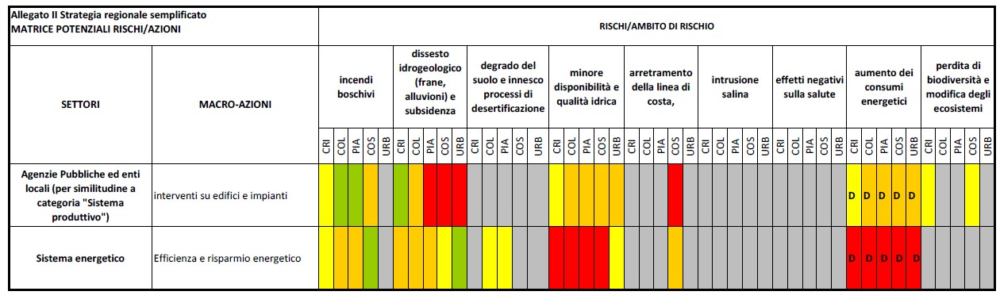 Allegato II Strategia regionale semplificato
MATRICE POTENZIALI RISCHI/AZIONI
RISCHI/AMBITO DI RISCHIO
SETTORI
MACRO-AZIONI
incendi
boschivi
dissesto
idrogeologico
(frane,
alluvioni) e
subsidenza
degrado del
suolo e innesco
processi di
desertificazione
minore
disponibilità e
qualità idrica
arretramento
della linea di
costa,
intrusione
salina
effetti negativi
sulla salute
aumento dei
consumi
energetici
perdita di
biodiversità e
modifica degli
ecosistemi
CRI COL PIA COS URB CRI COL PIA COS URB CRI COL PIA COS URB CRI COL PIA COS URB CRI COL PIA COS URB CRI COL PIA COS URB CRI COL PIA COS URB CRI COL PIA COS URB CRI COL PIA COS URB
Agenzie Pubbliche ed enti
locali (per similitudine a
categoria "Sistema
produttivo")
interventi su edifici e impianti
D D D D D
Sistema energetico
Efficienza e risparmio energetico
D D D D D